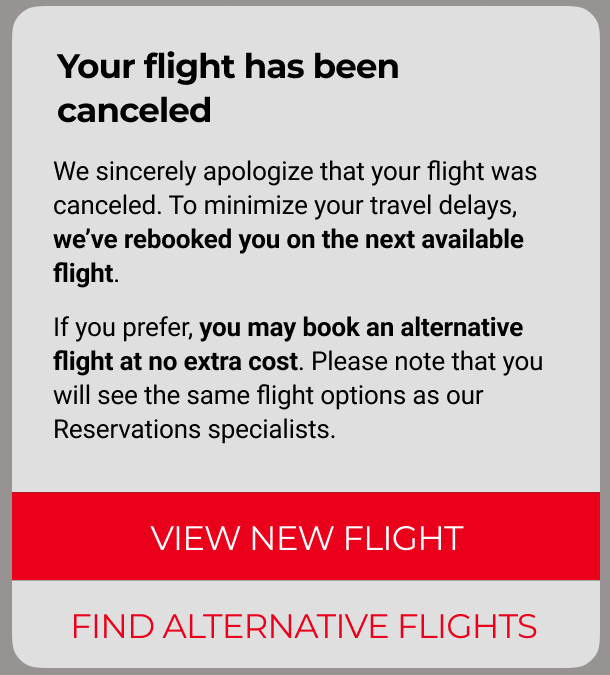 Your flight has been
canceled
We sincerely apologize that your flight was
canceled. To minimize your travel delays,
we’ve rebooked you on the next available
flight.
If you prefer, you may book an alternative
flight at no extra cost. Please note that you
will see the same flight options as our
Reservations specialists.
VIEW NEW FLIGHT
FIND ALTERNATIVE FLIGHTS